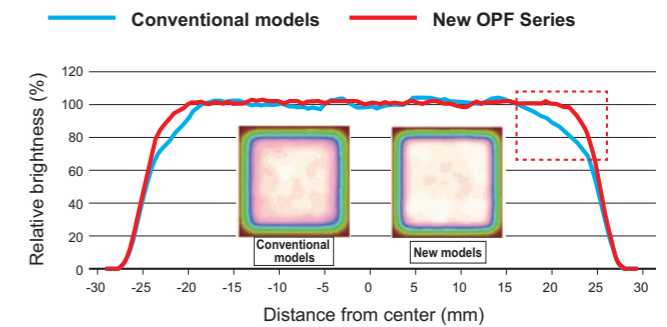 Conventional models New OPF Series
Relative brightness (%)
120
100
80
60
40
20
0
Conventional
models
New models
-30 -25 -20 -15 -10 -5 0 5 10 15 20 25 30
Distance from center (mm)